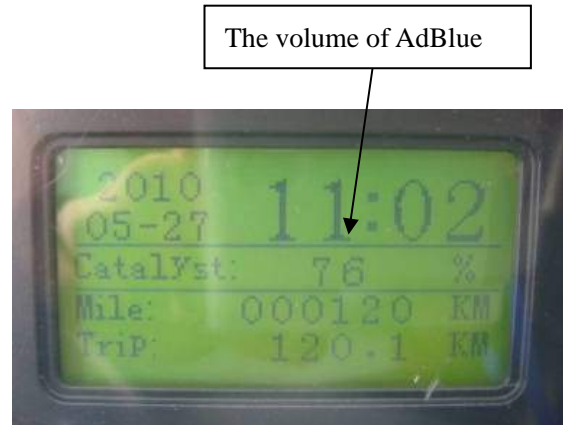 The volume of AdBlue
2010
05-27
11:02
Catalyst: 76 %
Mile: 000120 KM
TriP: 120.1 KM